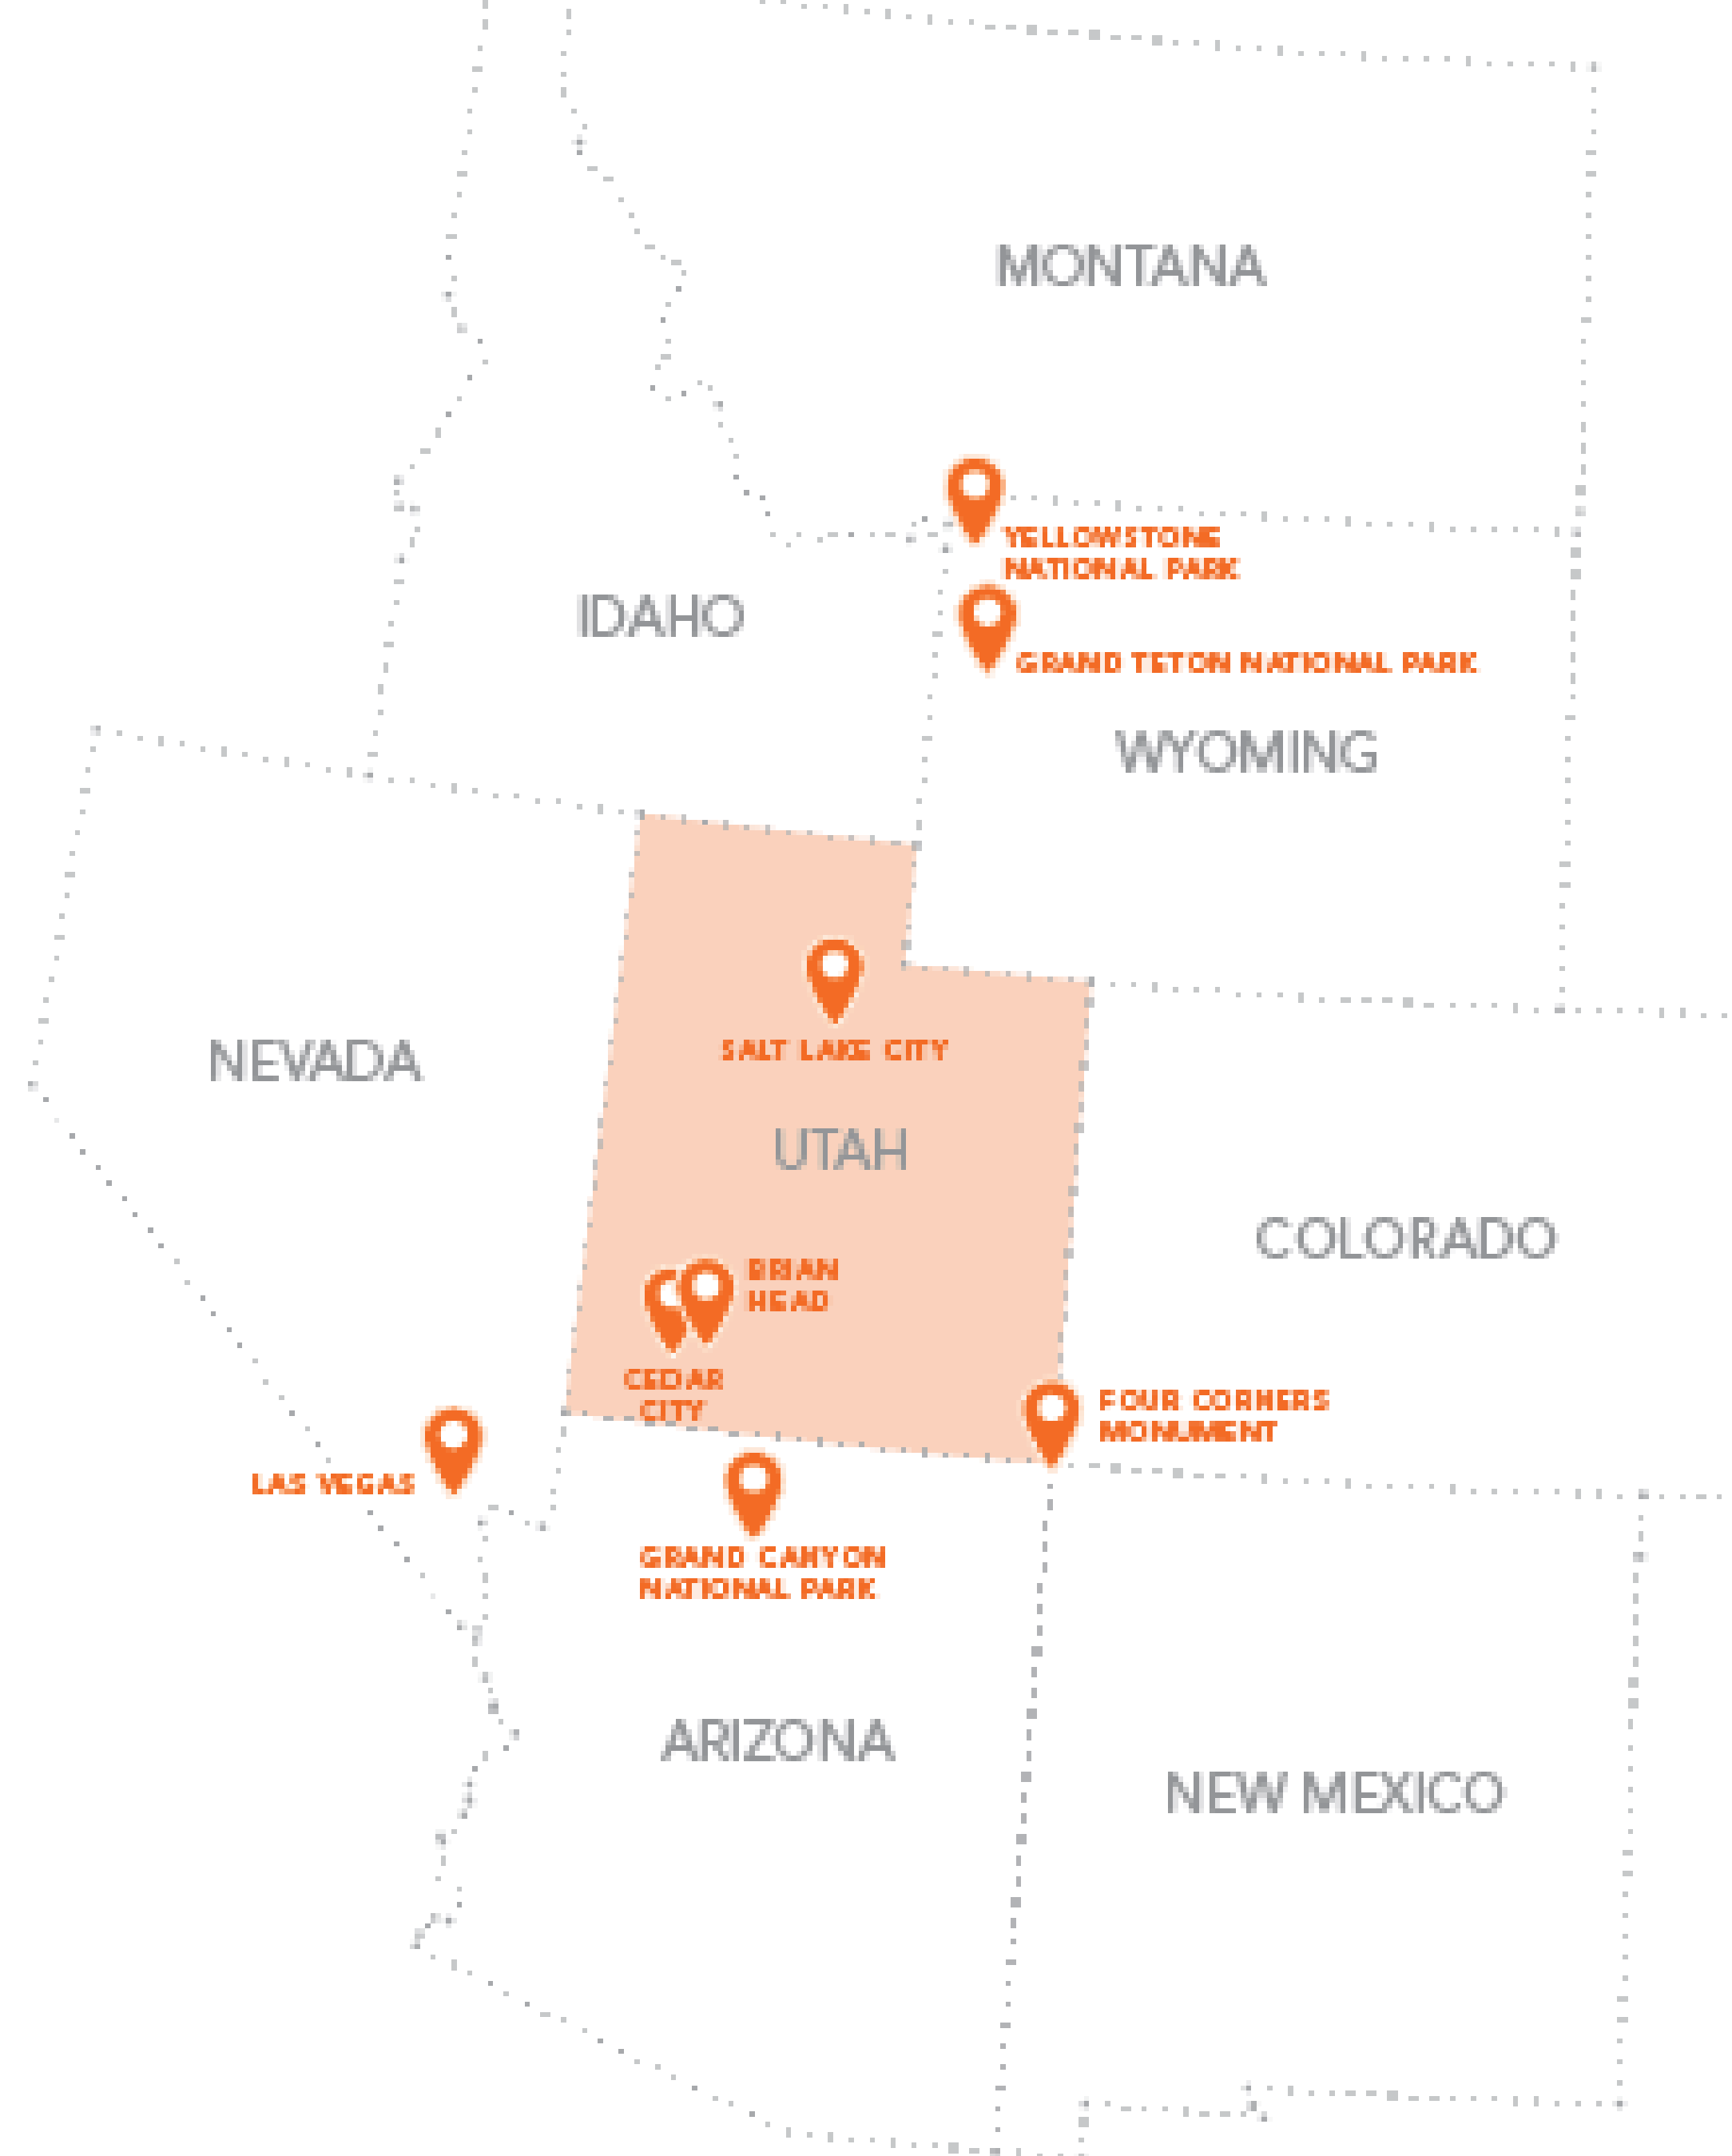 MONTANA
YELLOWSTONE
NATIONAL PARK
IDAHO
GRAND TETON NATIONAL PARK
WYOMING
SALT LAKE CITY
NEVADA
UTAH
COLORADO
BRIAN
HEAD
CEDAR
CITY
FOUR CORNERS
MONUMENT
LAS VEGAS
GRAND CANYON
NATIONAL PARK
ARIZONA
NEW MEXICO